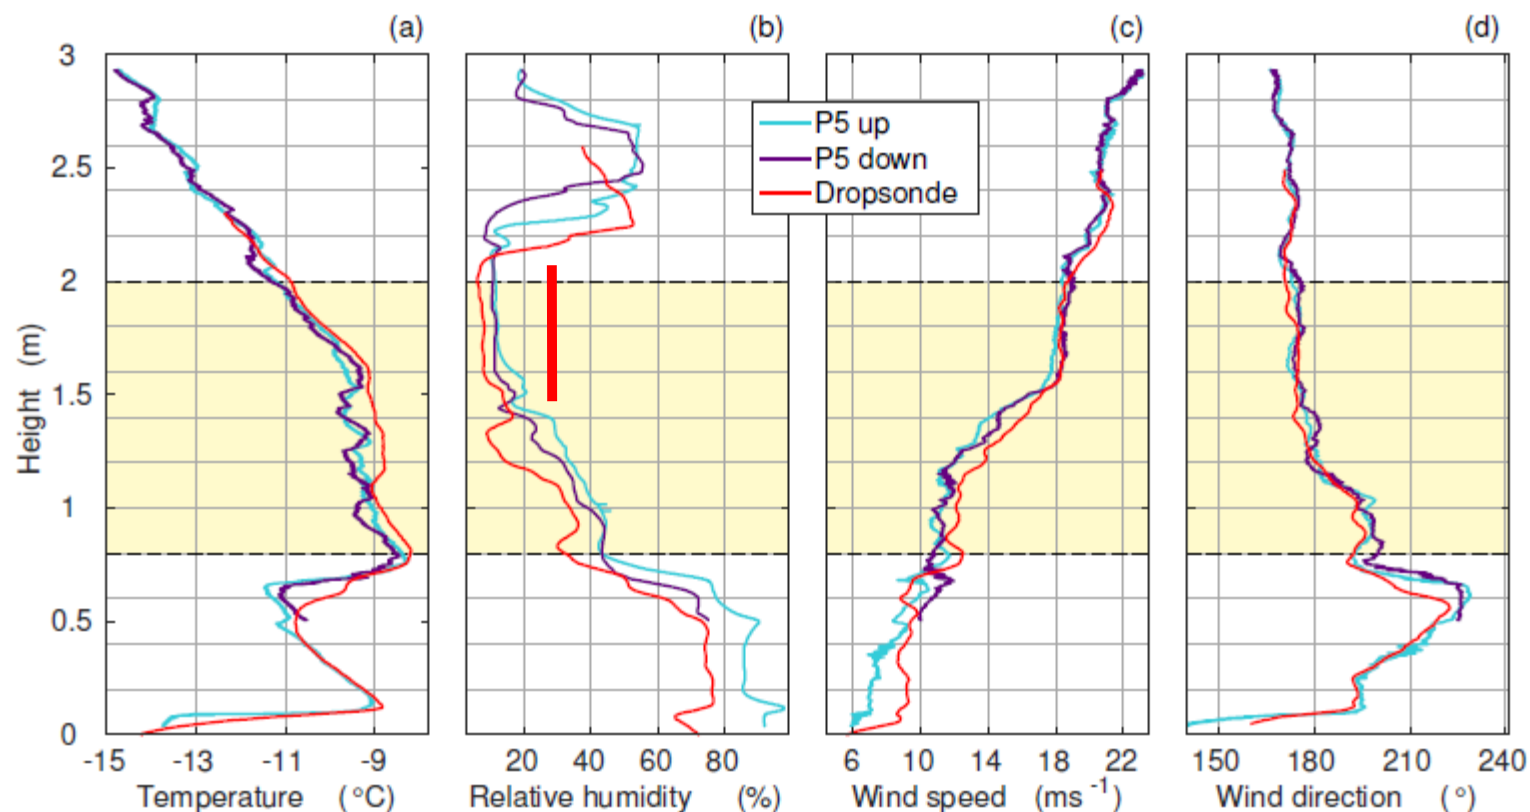 (a) (b) (c) (d)
3
2.5
2
1.5
1
0.5
0
Height (m)
P5 up
P5 down
Dropsonde
-15 -13 -11 -9
20 40 60 80
6 10 14 18 22
150 180 210 240
Temperature (°C)
Relative humidity (%)
Wind speed (ms⁻¹)
Wind direction (°)